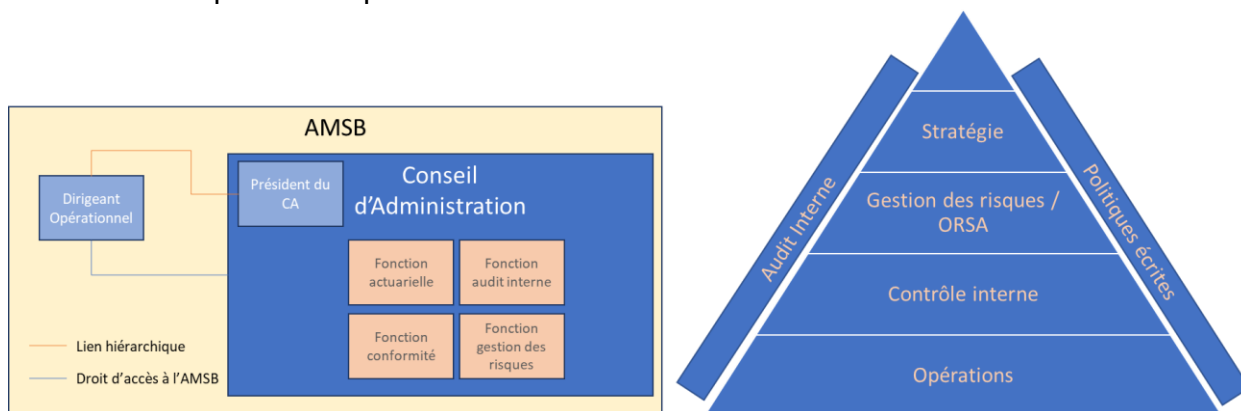 AMSB
Dirigeant
Opérationnel
Président du
CA
Conseil
d'Administration
Fonction
actuarielle
Fonction
audit interne
Fonction
conformité
Fonction
gestion des
risques
Lien hiérarchique
Droit d'accès à l'AMSB
Audit Interne
Stratégie
Gestion des risques /
ORSA
Contrôle interne
Opérations
Politiques écrites